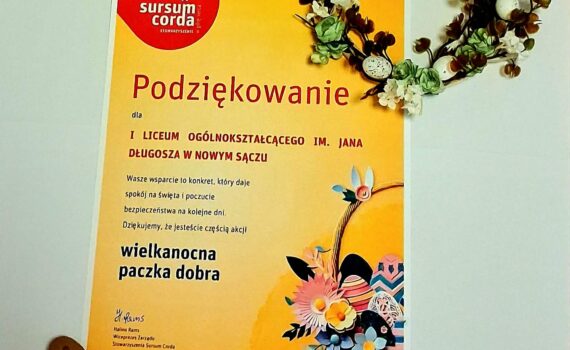 sursum
corda
STOWARZYSZENIE
Podziękowanie
dla
I LICEUM OGÓLNOKSZTAŁCĄCEGO IM. JANA
DŁUGOSZA W NOWYM SĄCZU
Wasze wsparcie to konkret, który daje
spokój na święta i poczucie
bezpieczeństwa na kolejne dni.
Dziękujemy, że jesteście częścią akcji
wielkanocna
paczka dobra
Halina Rams
Wiceprezes Zarządu
Stowarzyszenia Sursum Corda